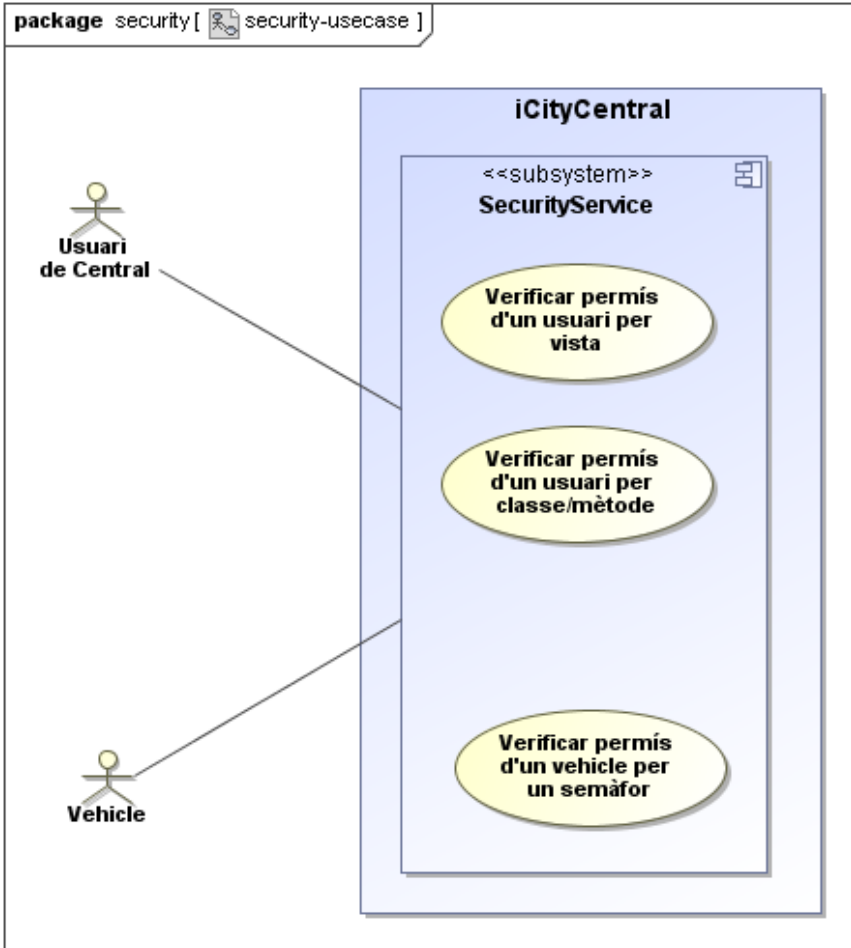 package security [ security-usecase ]
iCityCentral
<<subsystem>>
SecurityService
Usuari
de Central
Verificar permís
d'un usuari per
vista
Verificar permís
d'un usuari per
classe/mètode
Verificar permís
d'un vehicle per
un semàfor
Vehicle